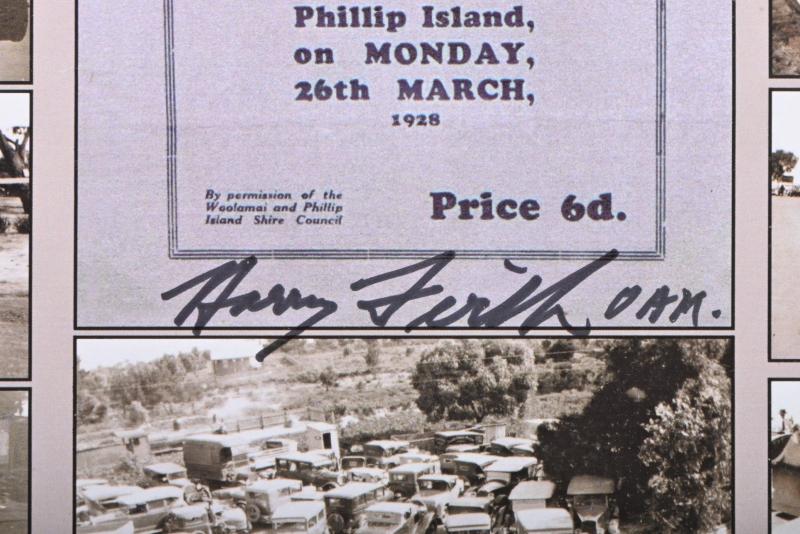 Phillip Island,
on MONDAY,
26th MARCH,
1928
By permission of the
Woolamai and Phillip
Island Shire Council
Price 6d.
Harry Firth OAM.